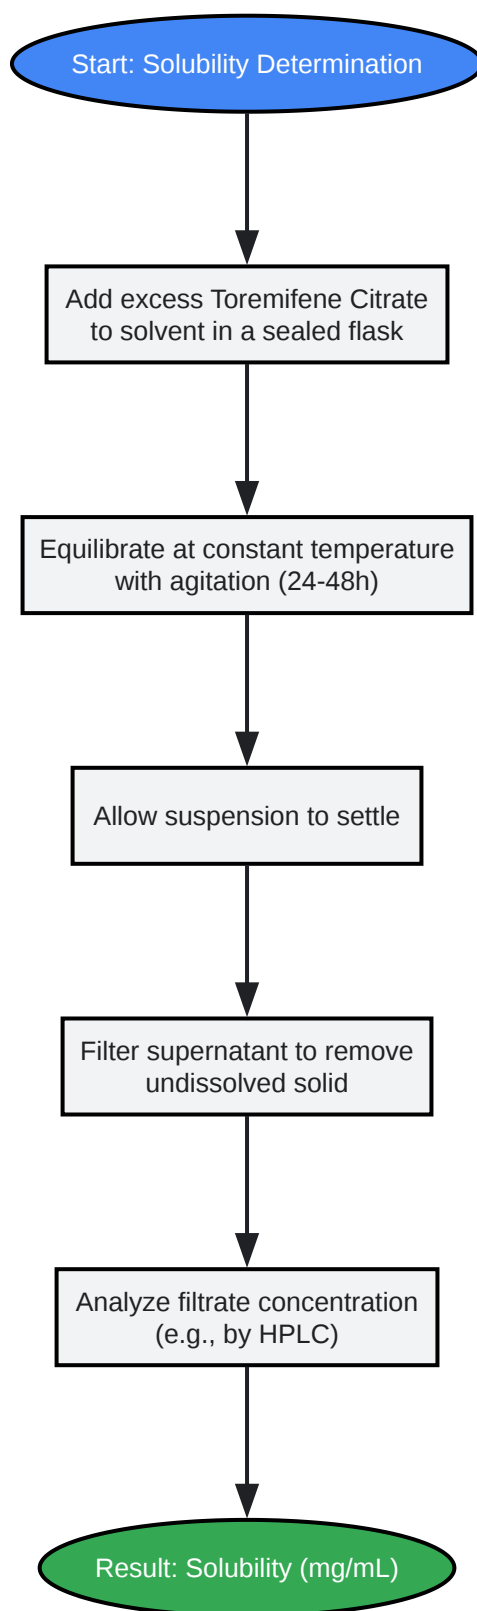 Start: Solubility Determination
Add excess Toremifene Citrate
to solvent in a sealed flask
Equilibrate at constant temperature
with agitation (24-48h)
Allow suspension to settle
Filter supernatant to remove
undissolved solid
Analyze filtrate concentration
(e.g., by HPLC)
Result: Solubility (mg/mL)